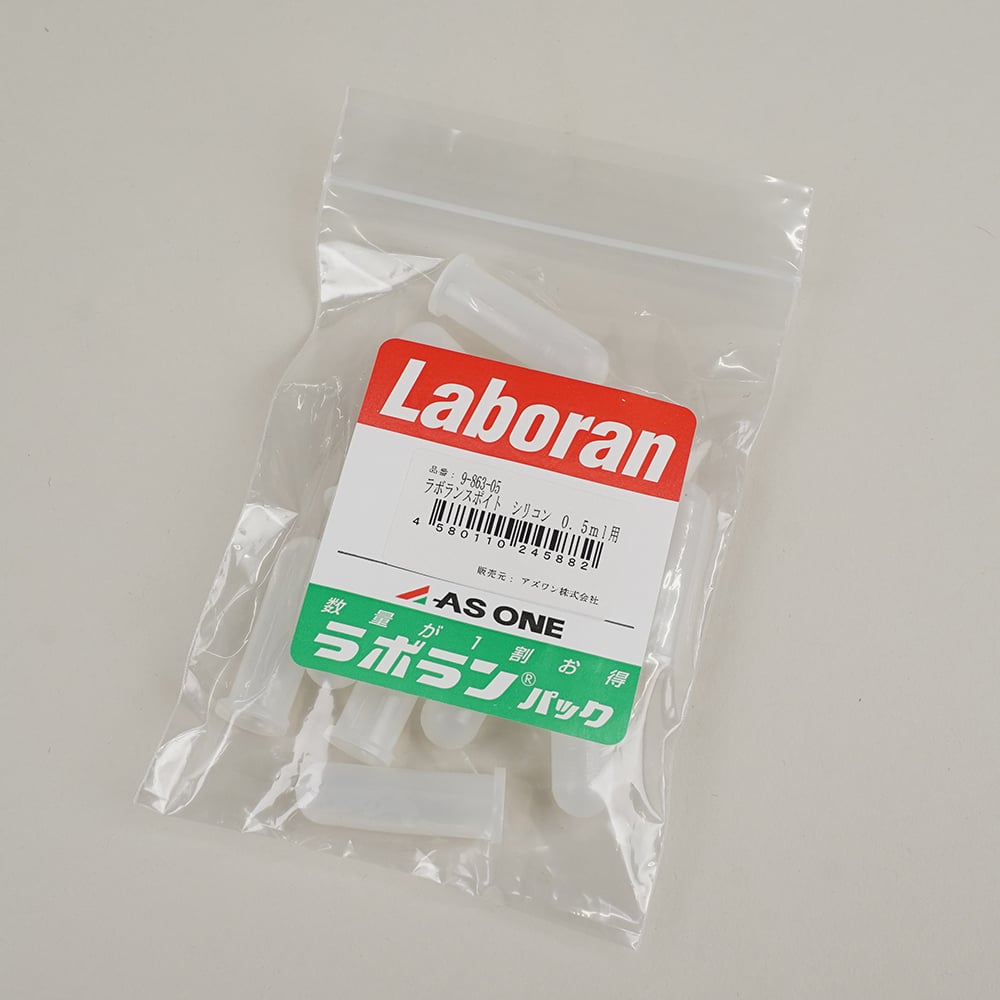 Laboran
品番: 9-863-05
ラボランスポイト シリコン 0.5ml用
4 580110 245882
販売元: アズワン株式会社
AS ONE
数量が1割お得
ラボラン®パック